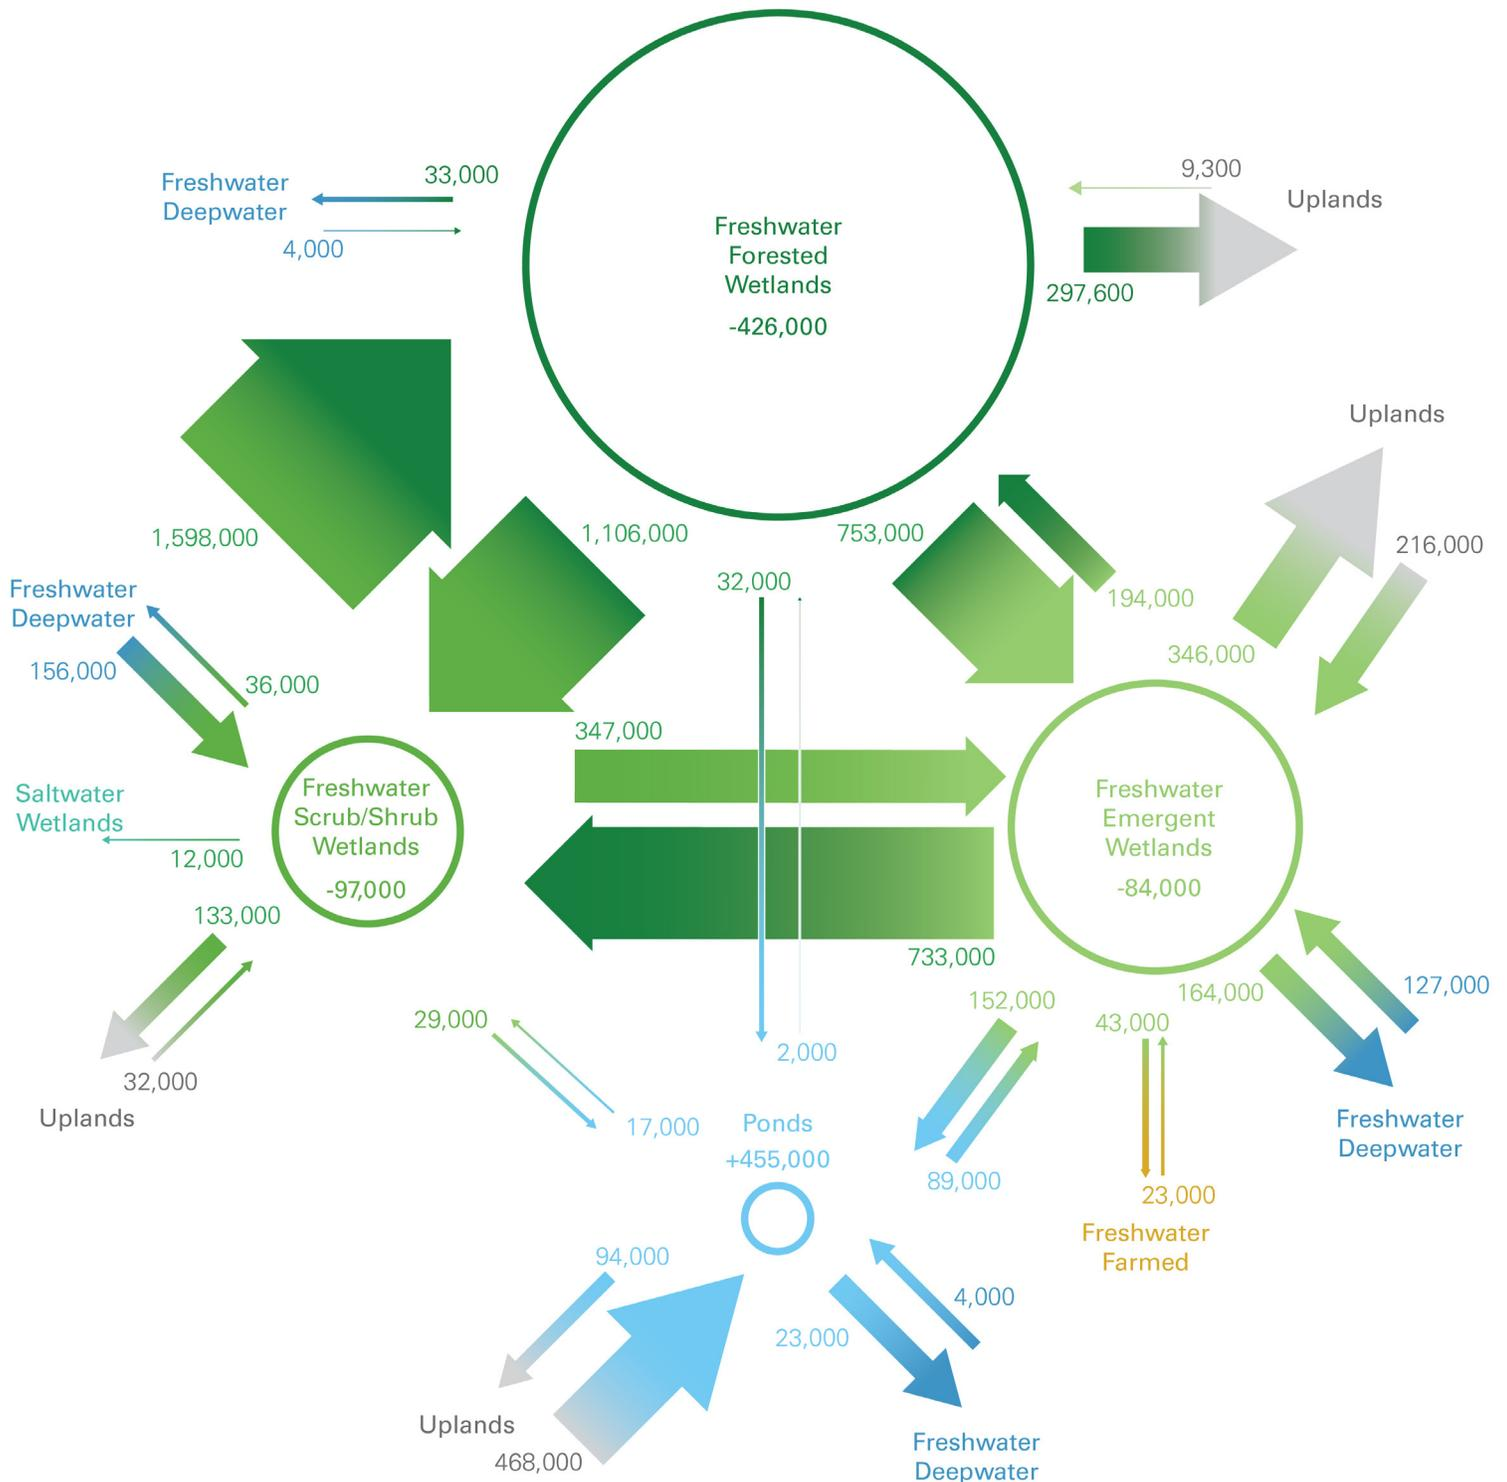 9,300
33,000
Freshwater
Deepwater
Uplands
4,000
Freshwater
Forested
Wetlands
-426,000
297,600
Uplands
1,598,000
1,106,000
753,000
216,000
32,000
194,000
Freshwater
Deepwater
156,000
36,000
346,000
347,000
Saltwater
Wetlands
12,000
Freshwater
Scrub/Shrub
Wetlands
-97,000
Freshwater
Emergent
Wetlands
-84,000
133,000
733,000
32,000
Uplands
29,000
17,000
2,000
152,000
43,000
164,000
127,000
Ponds
+455,000
89,000
23,000
Freshwater
Farmed
Freshwater
Deepwater
94,000
4,000
23,000
Uplands
468,000
Freshwater
Deepwater